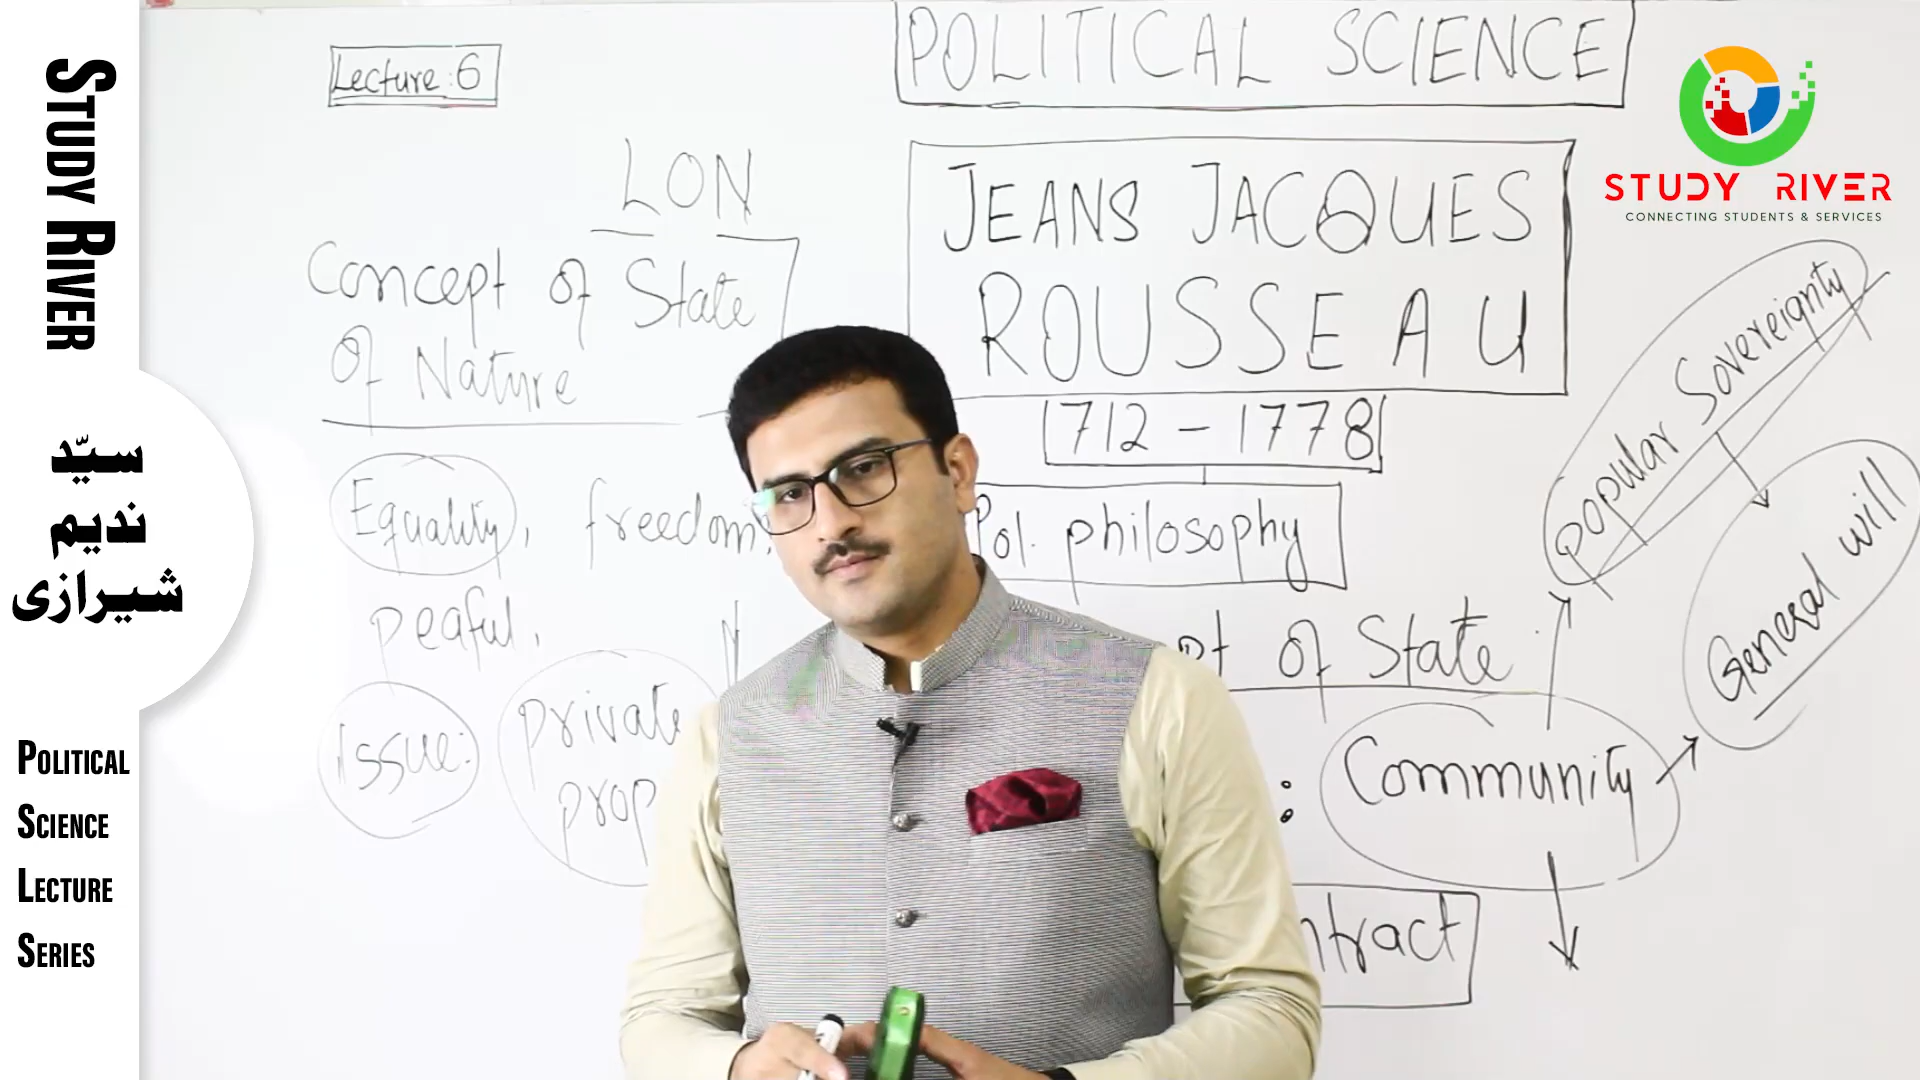 STUDY RIVER
سیّد
ندیم
شیرازی
POLITICAL
SCIENCE
LECTURE
SERIES
Lecture: 6
LON
Concept of State
Of Nature
Equality, freedom,
peaful,
Issue:
private
prop
POLITICAL SCIENCE
JEANS JACQUES
ROUSSEAU
1712 - 1778
Pol. philosophy
pt of State
: Community
ntract
popular Sovereignty
General will
STUDY RIVER
CONNECTING STUDENTS & SERVICES